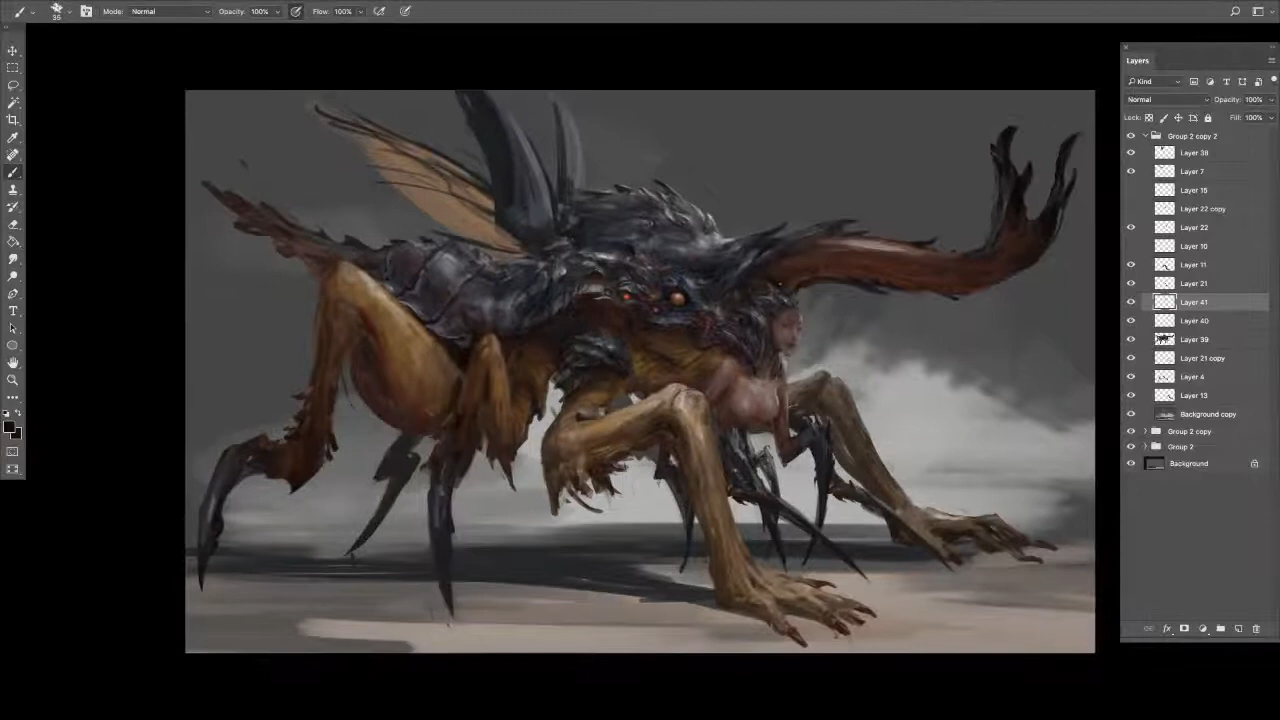 35 Mode: Normal Opacity: 100% Flow: 100%
Layers
Kind
Normal Opacity: 100%
Lock: Fill: 100%
Group 2 copy 2
Layer 38
Layer 7
Layer 15
Layer 22 copy
Layer 22
Layer 10
Layer 11
Layer 21
Layer 41
Layer 40
Layer 39
Layer 21 copy
Layer 4
Layer 13
Background copy
Group 2 copy
Group 2
Background